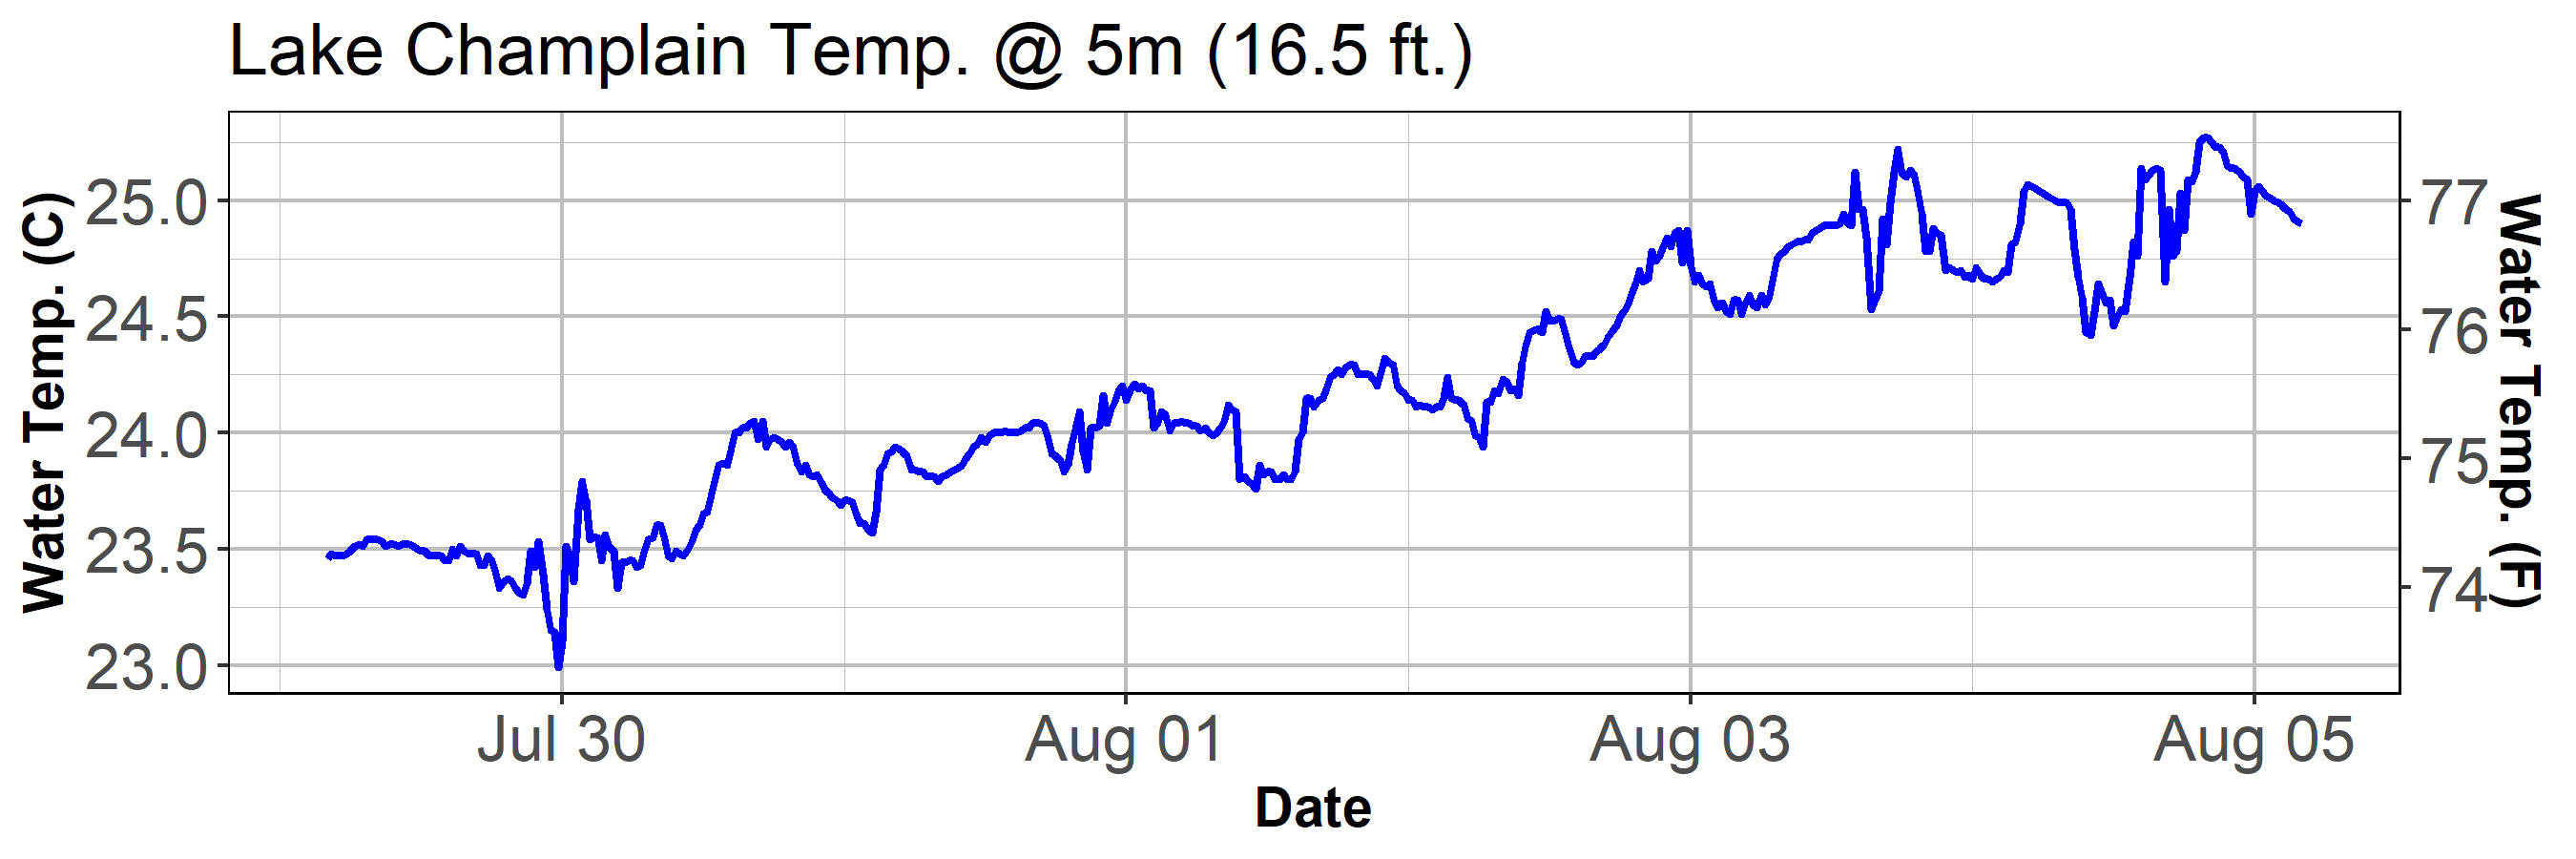 Lake Champlain Temp. @ 5m (16.5 ft.)
Water Temp. (C)
25.0
24.5
24.0
23.5
23.0
77
76
75
74
Water Temp. (F)
Jul 30
Aug 01
Aug 03
Aug 05
Date